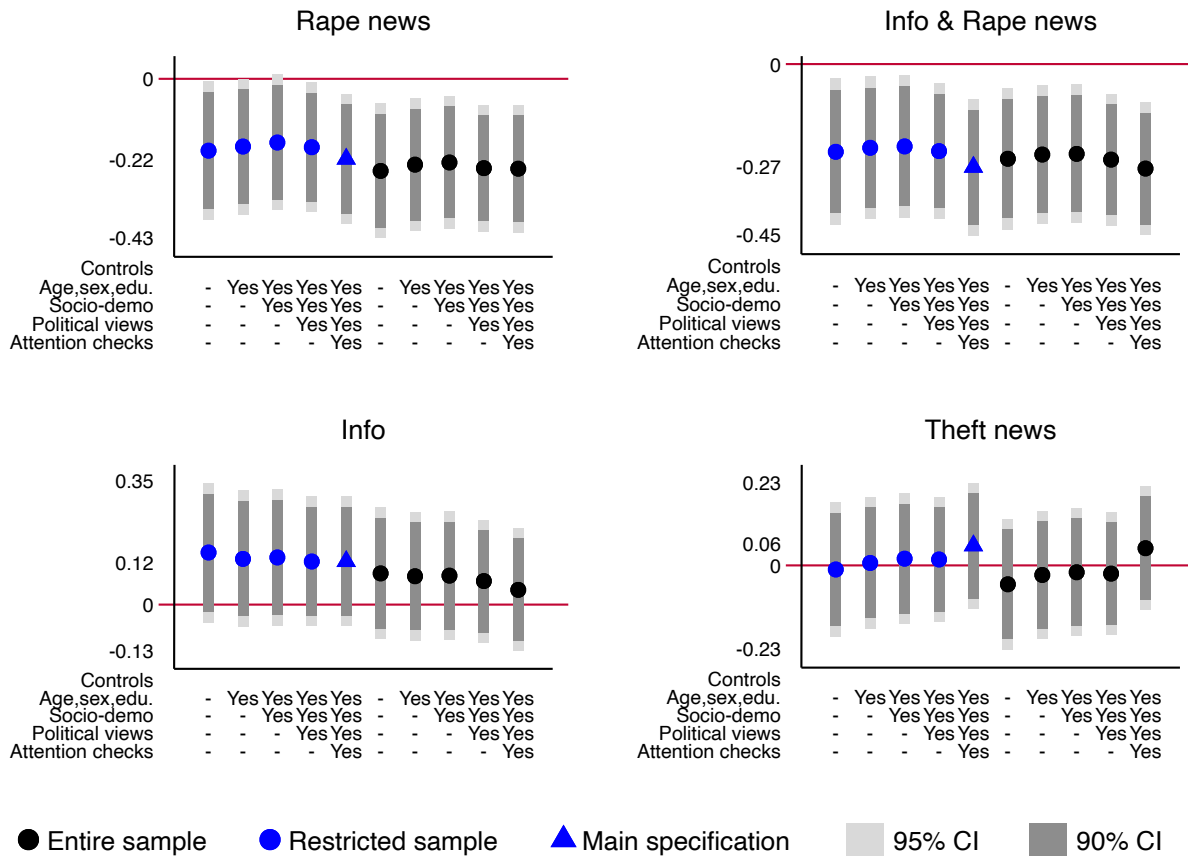 Rape news
0
-0.22
-0.43
Controls
Age,sex,edu. - Yes Yes Yes Yes - Yes Yes Yes Yes
Socio-demo - - Yes Yes Yes - - Yes Yes Yes
Political views - - - Yes Yes - - - Yes Yes
Attention checks - - - - Yes - - - - Yes
Info & Rape news
0
-0.27
-0.45
Controls
Age,sex,edu. - Yes Yes Yes Yes - Yes Yes Yes Yes
Socio-demo - - Yes Yes Yes - - Yes Yes Yes
Political views - - - Yes Yes - - - Yes Yes
Attention checks - - - - Yes - - - - Yes
Info
0.35
0.12
0
-0.13
Controls
Age,sex,edu. - Yes Yes Yes Yes - Yes Yes Yes Yes
Socio-demo - - Yes Yes Yes - - Yes Yes Yes
Political views - - - Yes Yes - - - Yes Yes
Attention checks - - - - Yes - - - - Yes
Theft news
0.23
0.06
0
-0.23
Controls
Age,sex,edu. - Yes Yes Yes Yes - Yes Yes Yes Yes
Socio-demo - - Yes Yes Yes - - Yes Yes Yes
Political views - - - Yes Yes - - - Yes Yes
Attention checks - - - - Yes - - - - Yes
Entire sample Restricted sample Main specification 95% CI 90% CI